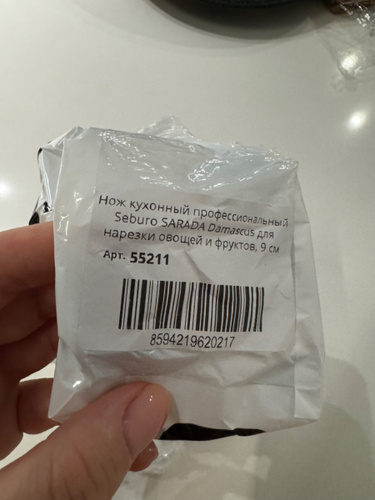 Нож кухонный профессиональный
Seburo SARADA Damascus для
нарезки овощей и фруктов, 9 см
Арт. 55211
8594219620217